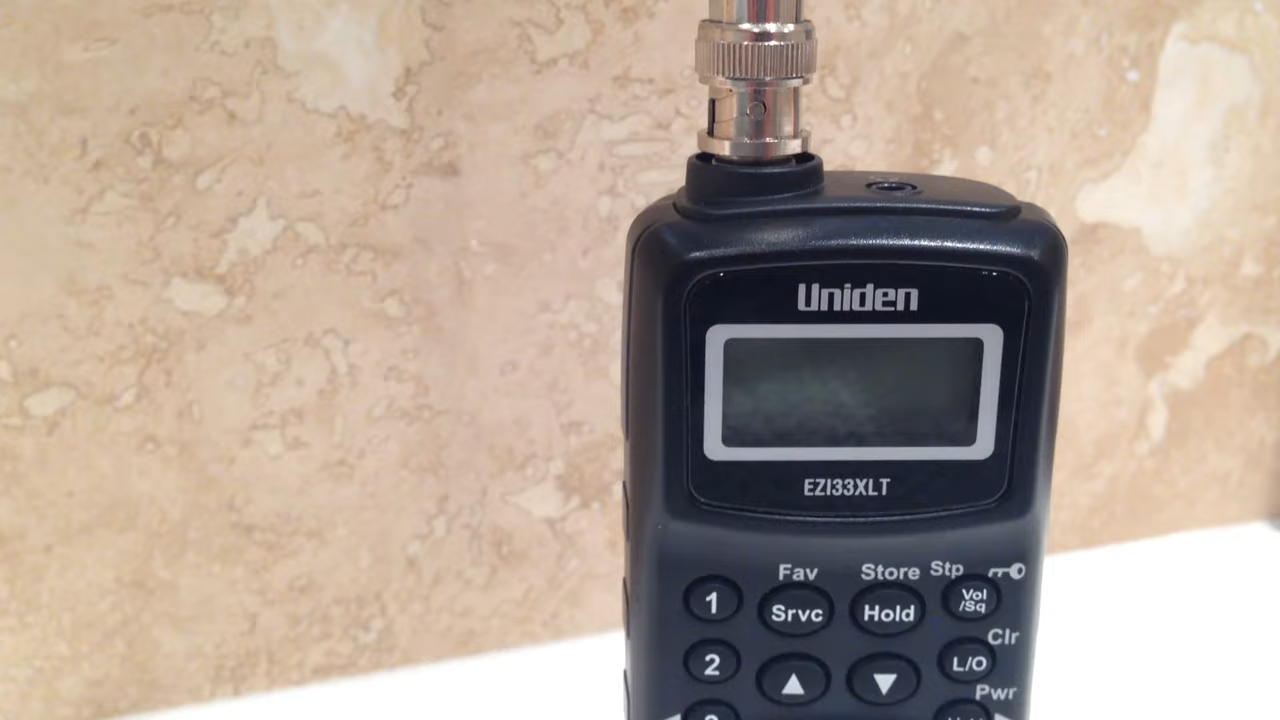 Uniden
EZI33XLT
Fav Store Stp
1 Srvc Hold Vol
/Sq
Clr
2 L/O
Pwr